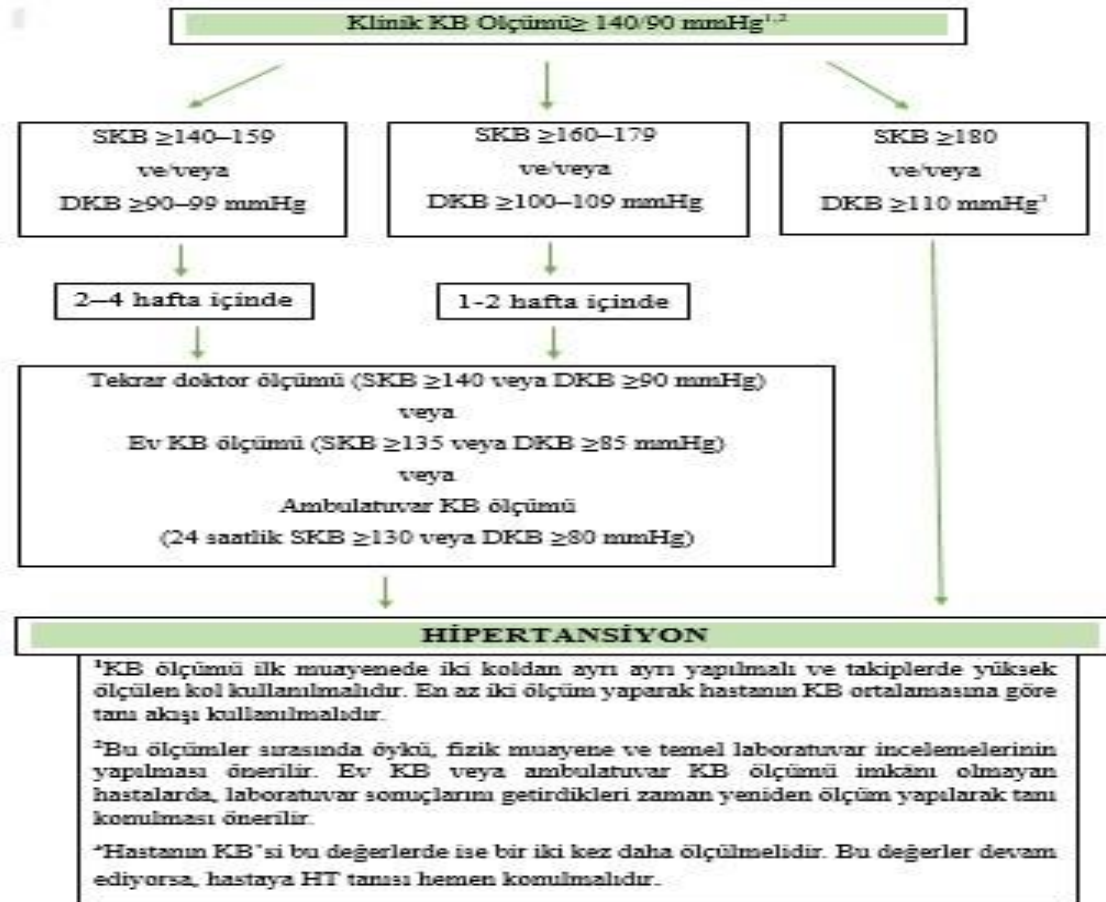 Klinik KB Ölçümü≥ 140/90 mmHg¹,²
SKB ≥140–159
ve/veya
DKB ≥90–99 mmHg
SKB ≥160–179
ve/veya
DKB ≥100–109 mmHg
SKB ≥180
ve/veya
DKB ≥110 mmHg³
2–4 hafta içinde
1-2 hafta içinde
Tekrar doktor ölçümü (SKB ≥140 veya DKB ≥90 mmHg)
veya
Ev KB ölçümü (SKB ≥135 veya DKB ≥85 mmHg)
veya
Ambulatuvar KB ölçümü
(24 saatlik SKB ≥130 veya DKB ≥80 mmHg)
HİPERTANSİYON
¹KB ölçümü ilk muayenede iki koldan ayrı ayrı yapılmalı ve takiplerde yüksek
ölçülen kol kullanılmalıdır. En az iki ölçüm yaparak hastanın KB ortalamasına göre
tanı akışı kullanılmalıdır.
²Bu ölçümler sırasında öykü, fizik muayene ve temel laboratuvar incelemelerinin
yapılması önerilir. Ev KB veya ambulatuvar KB ölçümü imkânı olmayan
hastalarda, laboratuvar sonuçlarını getirdikleri zaman yeniden ölçüm yapılarak tanı
konulması önerilir.
³Hastanın KB'si bu değerlerde ise bir iki kez daha ölçülmelidir. Bu değerler devam
ediyorsa, hastaya HT tanısı hemen konulmalıdır.